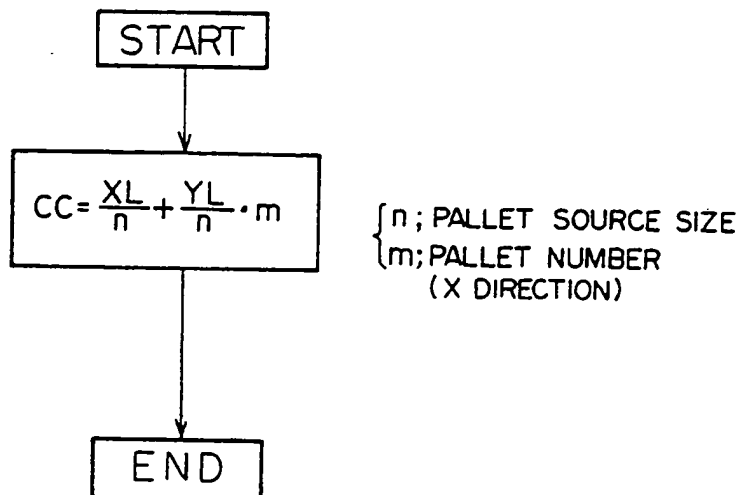 START
CC=XL/n+YL/n·m
n; PALLET SOURCE SIZE
m; PALLET NUMBER
(X DIRECTION)
END